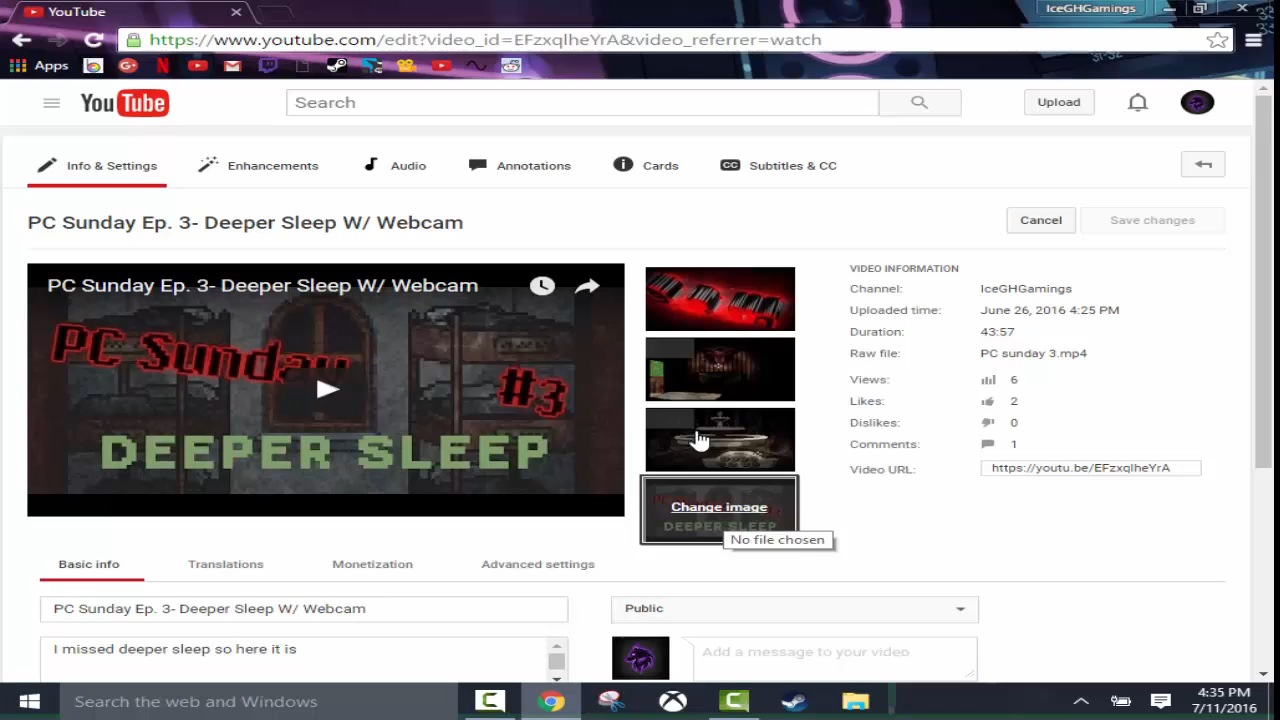 YouTube
IceGHGamings
https://www.youtube.com/edit?video_id=EFzxqlheYrA&video_referrer=watch
Apps
YouTube
Search
Upload
Info & Settings
Enhancements
Audio
Annotations
Cards
CC
Subtitles & CC
PC Sunday Ep. 3- Deeper Sleep W/ Webcam
Cancel
Save changes
PC Sunday Ep. 3- Deeper Sleep W/ Webcam
PC Sunday
#3
DEEPER SLEEP
Change image
DEEPER SLEEP
No file chosen
VIDEO INFORMATION
Channel: IceGHGamings
Uploaded time: June 26, 2016 4:25 PM
Duration: 43:57
Raw file: PC sunday 3.mp4
Views: 6
Likes: 2
Dislikes: 0
Comments: 1
Video URL: https://youtu.be/EFzxqlheYrA
Basic info
Translations
Monetization
Advanced settings
PC Sunday Ep. 3- Deeper Sleep W/ Webcam
Public
I missed deeper sleep so here it is
Add a message to your video
Search the web and Windows
4:35 PM
7/11/2016